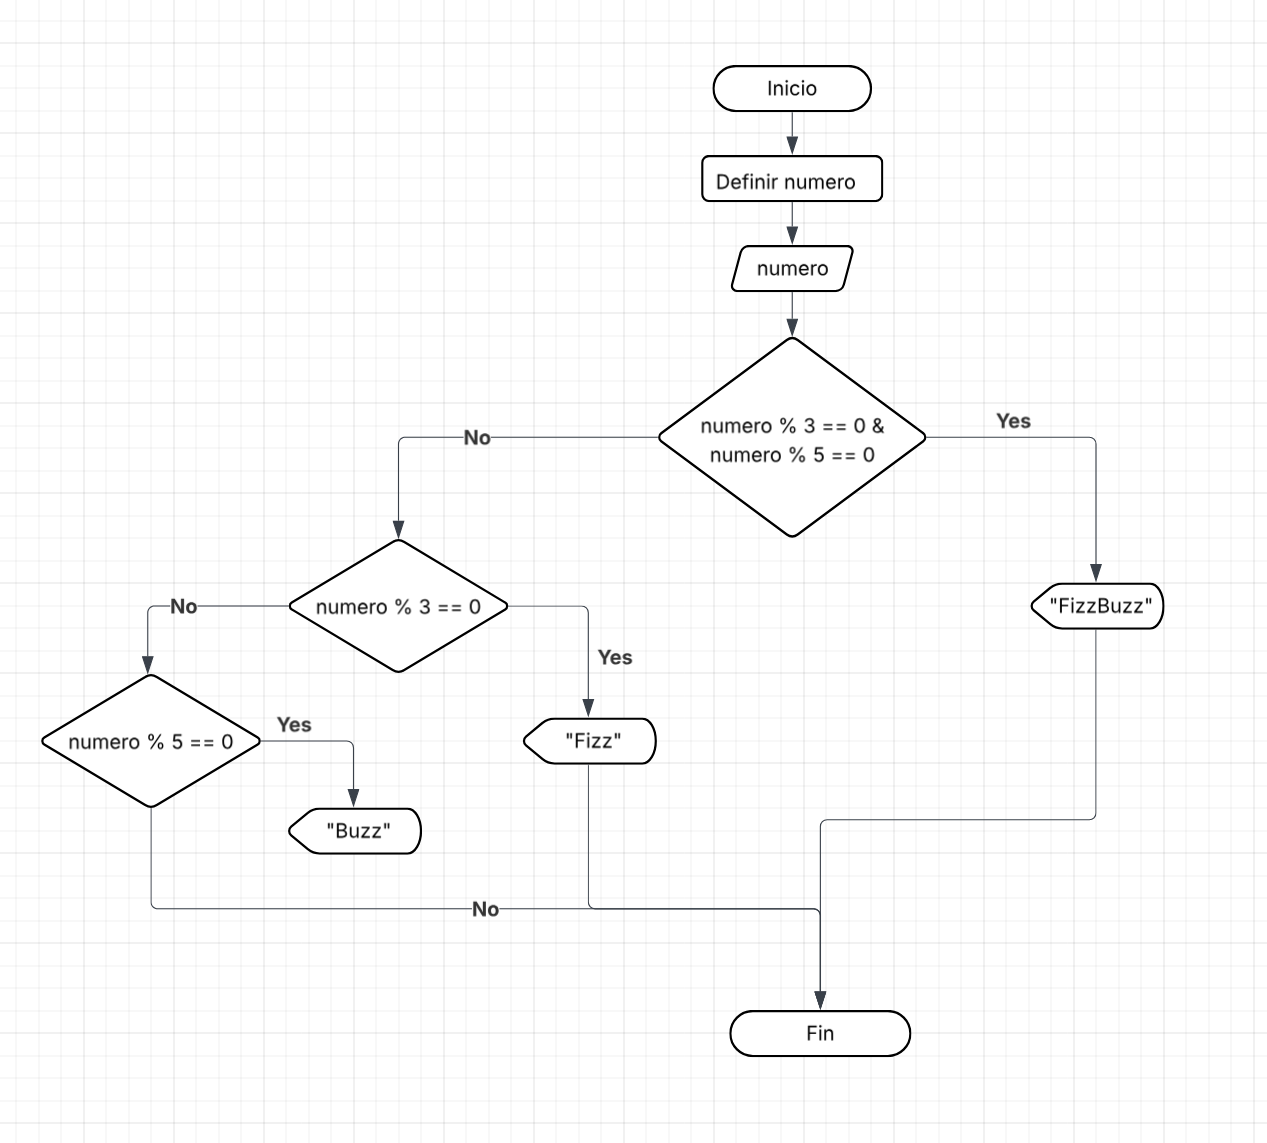 Inicio
Definir numero
numero
numero % 3 == 0 &
numero % 5 == 0
No
Yes
numero % 3 == 0
No
Yes
"FizzBuzz"
numero % 5 == 0
Yes
"Fizz"
"Buzz"
No
Fin